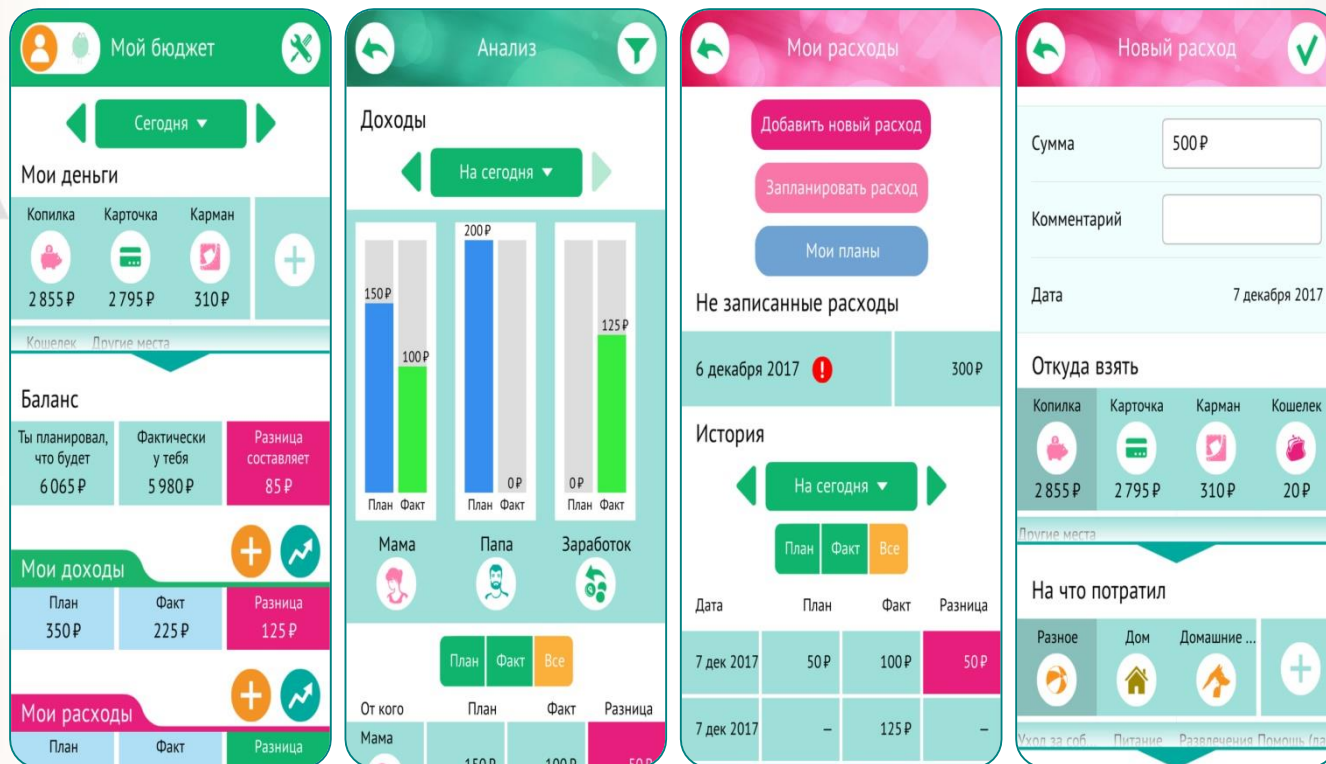 Мой бюджет
Сегодня
Мои деньги
Копилка Карточка Карман
2 855 ₽ 2 795 ₽ 310 ₽
Кошелек Другие места
Баланс
Ты планировал, что будет
6 065 ₽
Фактически у тебя
5 980 ₽
Разница составляет
85 ₽
Мои доходы
План Факт Разница
350 ₽ 225 ₽ 125 ₽
Мои расходы
План Факт Разница
Анализ
Доходы
На сегодня
150 ₽ 100 ₽
200 ₽ 0 ₽
0 ₽ 125 ₽
План Факт План Факт План Факт
Мама Папа Заработок
План Факт Все
От кого План Факт Разница
Мама
150 ₽ 100 ₽ 50 ₽
Мои расходы
Добавить новый расход
Запланировать расход
Мои планы
Не записанные расходы
6 декабря 2017 300 ₽
История
На сегодня
План Факт Все
Дата План Факт Разница
7 дек 2017 50 ₽ 100 ₽ 50 ₽
7 дек 2017 – 125 ₽ –
Новый расход
Сумма 500 ₽
Комментарий
Дата 7 декабря 2017
Откуда взять
Копилка Карточка Карман Кошелек
2 855 ₽ 2 795 ₽ 310 ₽ 20 ₽
Другие места
На что потратил
Разное Дом Домашние ...
Уход за соб... Питание Развлечения Помощь